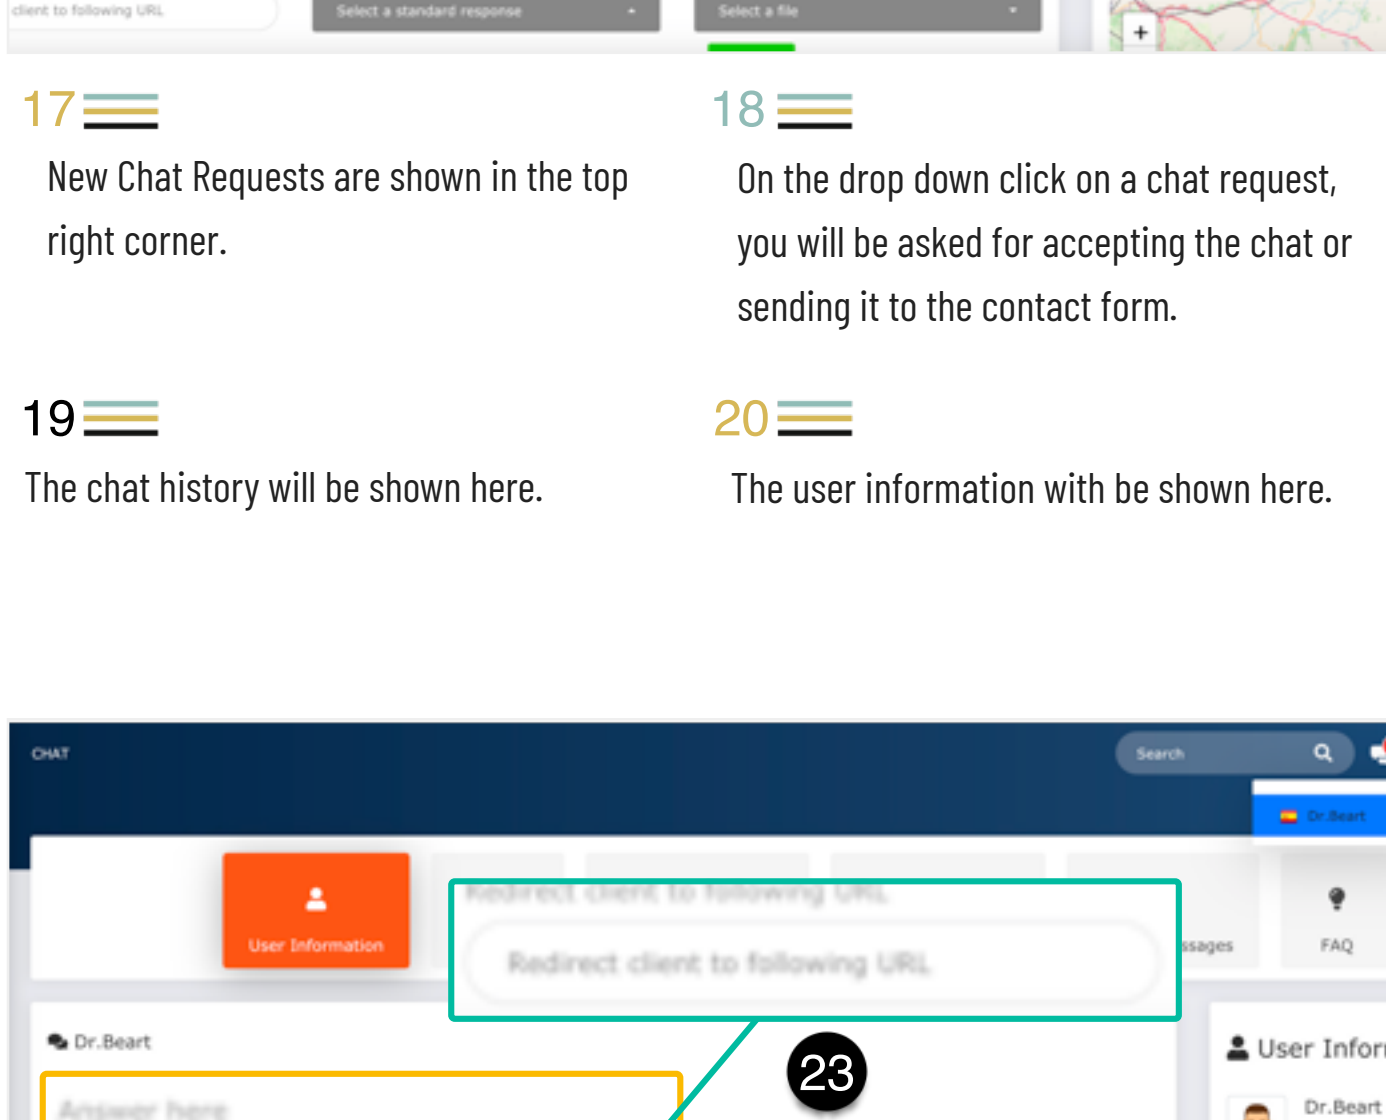 client to following URL
Select a standard response
Select a file
+
17
New Chat Requests are shown in the top
right corner.
18
On the drop down click on a chat request,
you will be asked for accepting the chat or
sending it to the contact form.
19
The chat history will be shown here.
20
The user information with be shown here.
CHAT
Search
Dr.Beart
User Information
Redirect client to following URL
Redirect client to following URL
ssages
FAQ
Dr.Beart
23
User Infor
Answer here
Dr.Beart